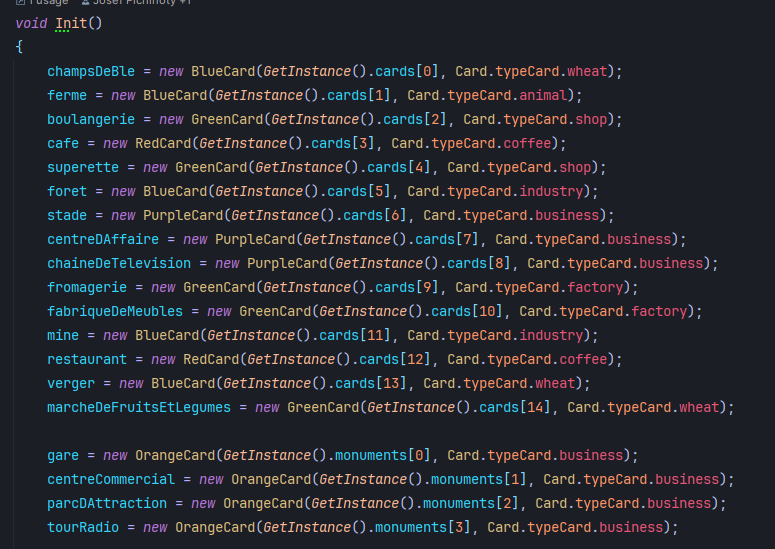 1 usage   Josef Pichinoty +1
void Init()
{
    champsDeBle = new BlueCard(GetInstance().cards[0], Card.typeCard.wheat);
    ferme = new BlueCard(GetInstance().cards[1], Card.typeCard.animal);
    boulangerie = new GreenCard(GetInstance().cards[2], Card.typeCard.shop);
    cafe = new RedCard(GetInstance().cards[3], Card.typeCard.coffee);
    superette = new GreenCard(GetInstance().cards[4], Card.typeCard.shop);
    foret = new BlueCard(GetInstance().cards[5], Card.typeCard.industry);
    stade = new PurpleCard(GetInstance().cards[6], Card.typeCard.business);
    centreDAffaire = new PurpleCard(GetInstance().cards[7], Card.typeCard.business);
    chaineDeTelevision = new PurpleCard(GetInstance().cards[8], Card.typeCard.business);
    fromagerie = new GreenCard(GetInstance().cards[9], Card.typeCard.factory);
    fabriqueDeMeubles = new GreenCard(GetInstance().cards[10], Card.typeCard.factory);
    mine = new BlueCard(GetInstance().cards[11], Card.typeCard.industry);
    restaurant = new RedCard(GetInstance().cards[12], Card.typeCard.coffee);
    verger = new BlueCard(GetInstance().cards[13], Card.typeCard.wheat);
    marcheDeFruitsEtLegumes = new GreenCard(GetInstance().cards[14], Card.typeCard.wheat);

    gare = new OrangeCard(GetInstance().monuments[0], Card.typeCard.business);
    centreCommercial = new OrangeCard(GetInstance().monuments[1], Card.typeCard.business);
    parcDAttraction = new OrangeCard(GetInstance().monuments[2], Card.typeCard.business);
    tourRadio = new OrangeCard(GetInstance().monuments[3], Card.typeCard.business);